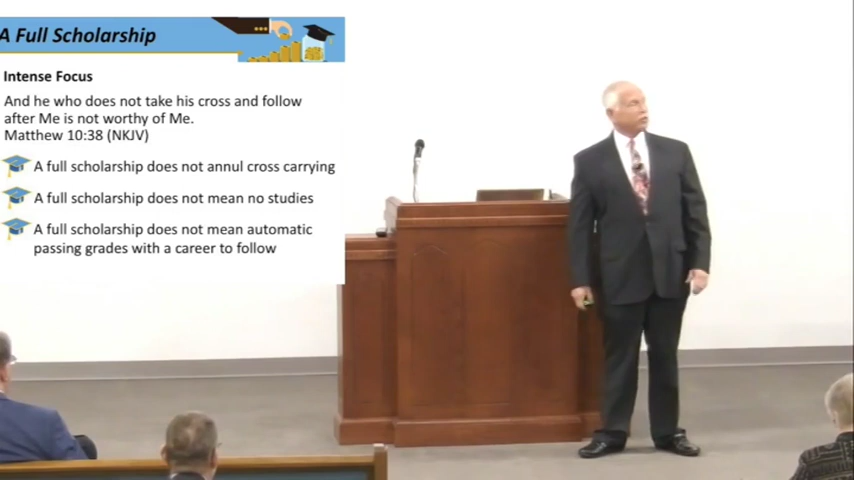 A Full Scholarship
Intense Focus
And he who does not take his cross and follow
after Me is not worthy of Me.
Matthew 10:38 (NKJV)
A full scholarship does not annul cross carrying
A full scholarship does not mean no studies
A full scholarship does not mean automatic
passing grades with a career to follow